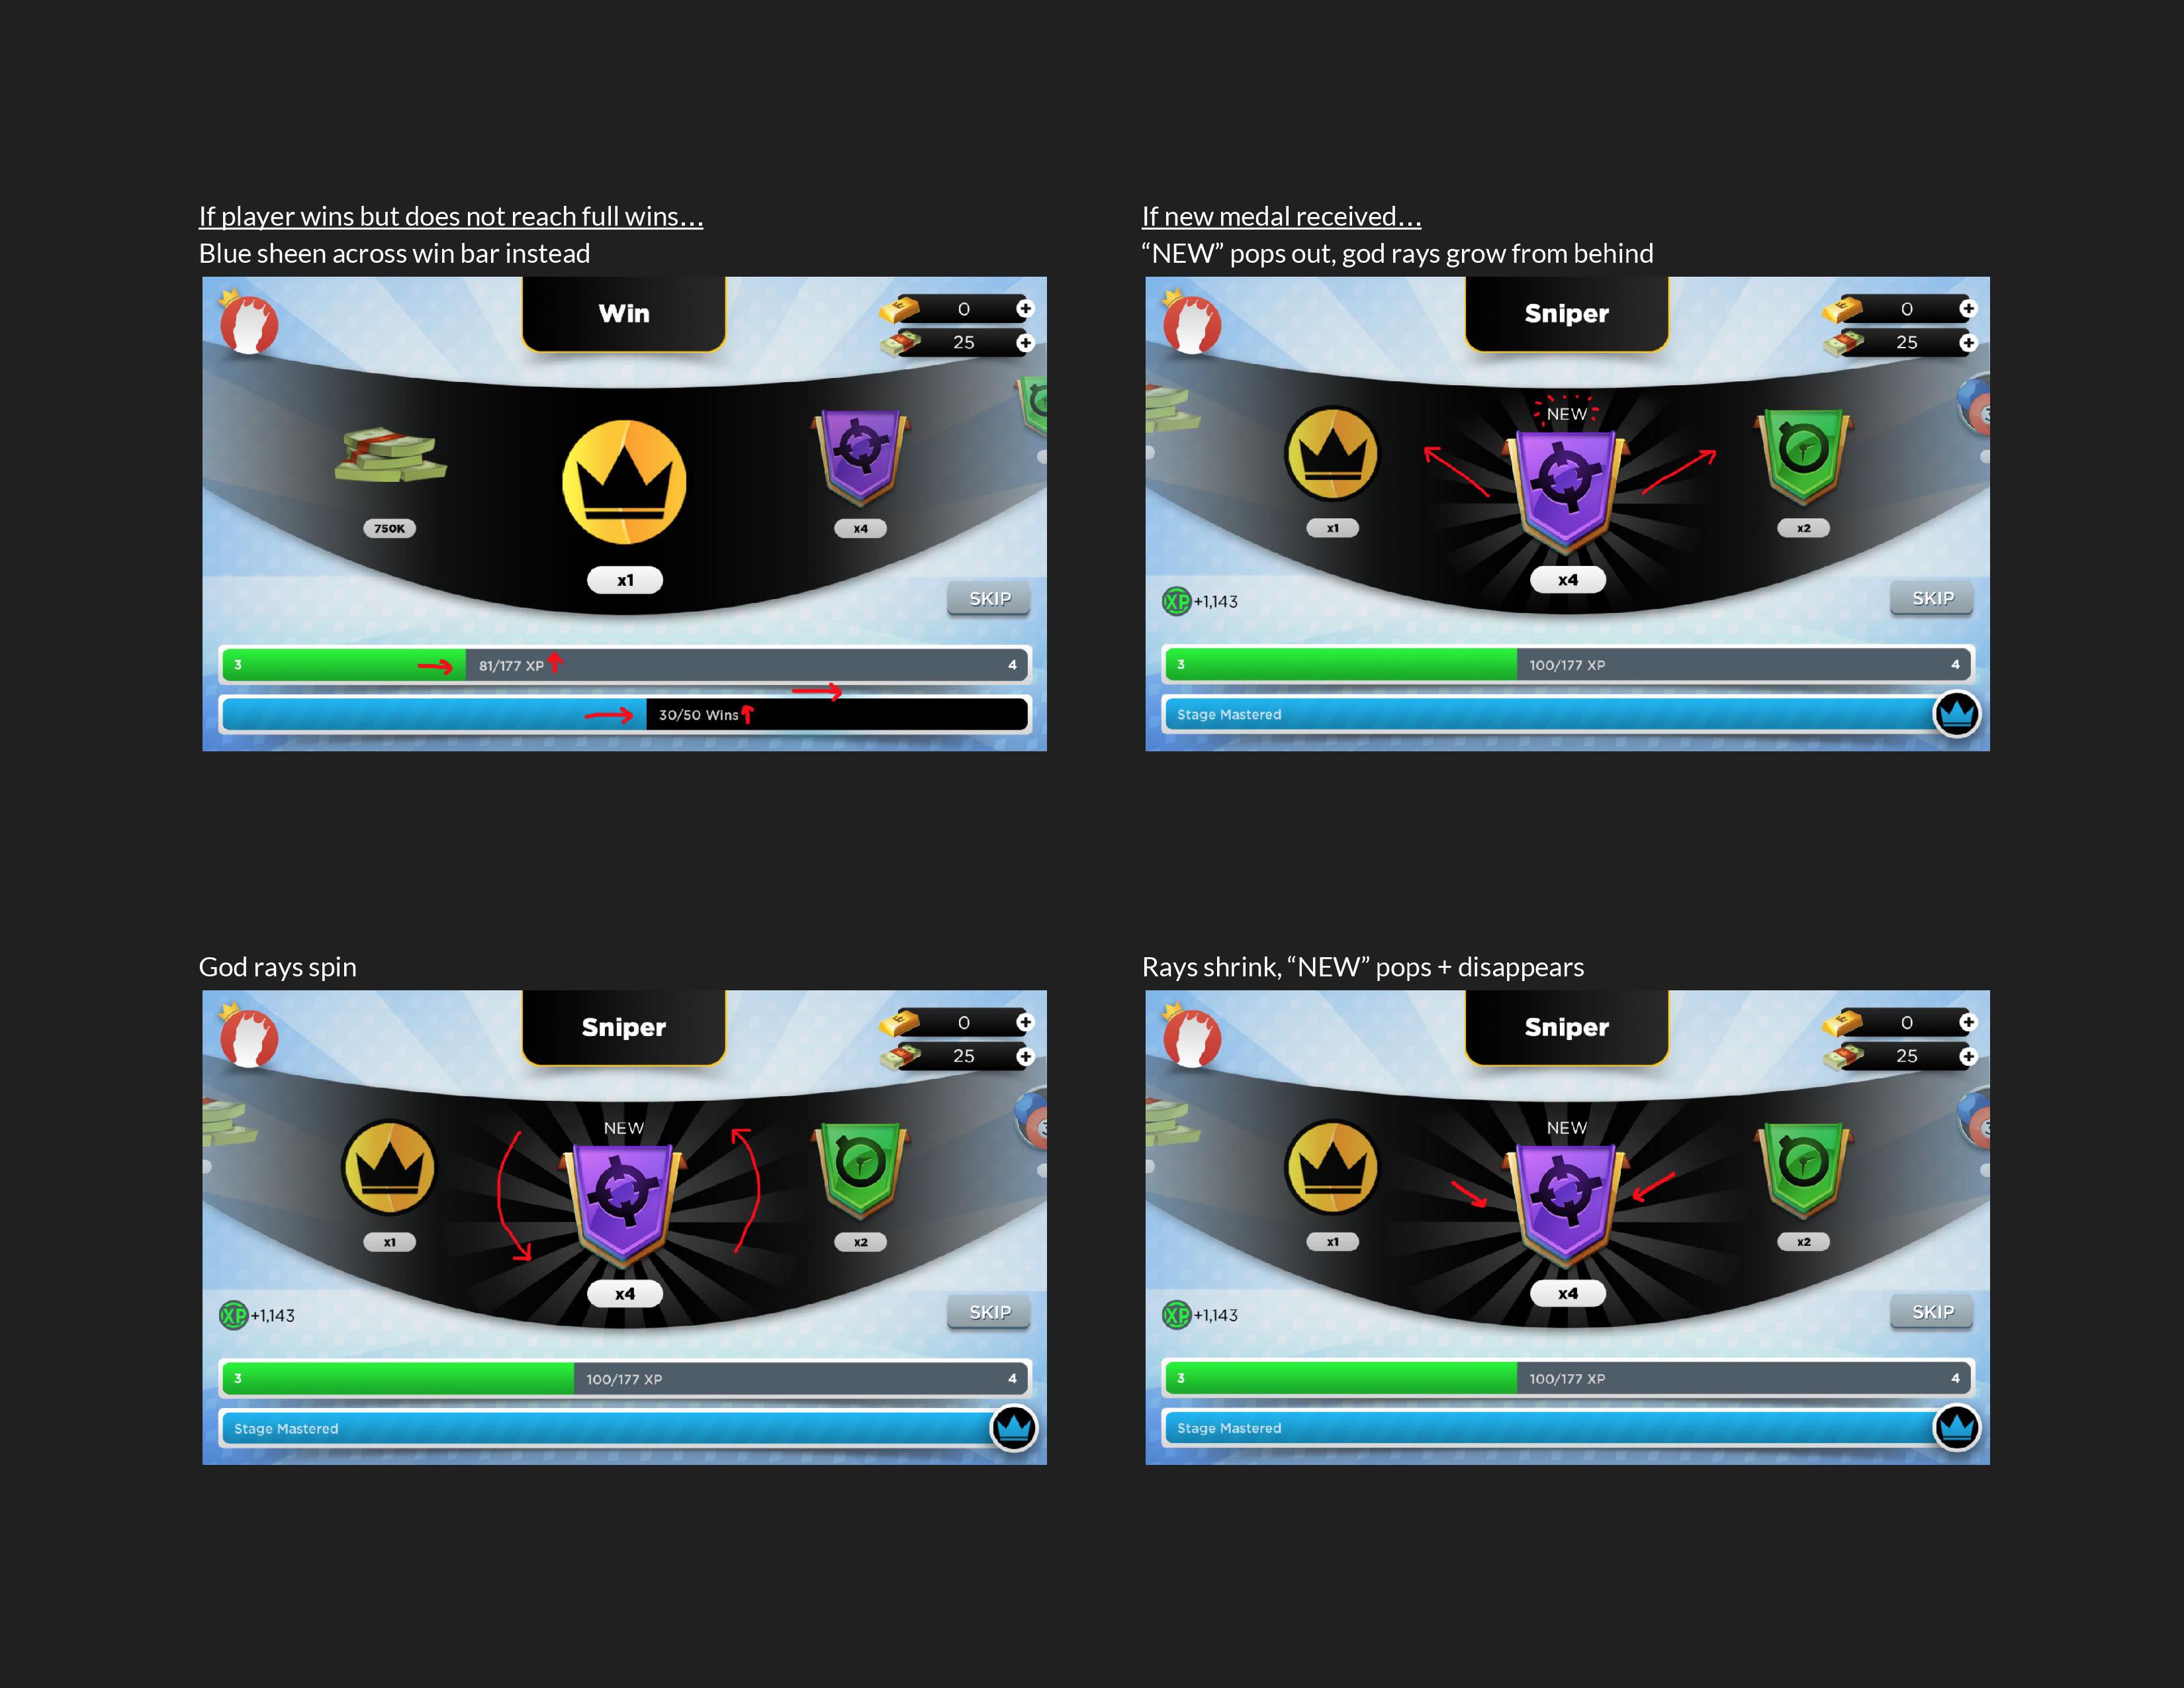 If player wins but does not reach full wins...
Blue sheen across win bar instead
Win
0
25
750K
x1
x4
SKIP
3
81/177 XP
4
30/50 Wins
If new medal received...
“NEW” pops out, god rays grow from behind
Sniper
0
25
NEW
x1
x4
x2
XP +1,143
SKIP
3
100/177 XP
4
Stage Mastered
God rays spin
Sniper
0
25
NEW
x1
x4
x2
XP +1,143
SKIP
3
100/177 XP
4
Stage Mastered
Rays shrink, “NEW” pops + disappears
Sniper
0
25
NEW
x1
x4
x2
XP +1,143
SKIP
3
100/177 XP
4
Stage Mastered